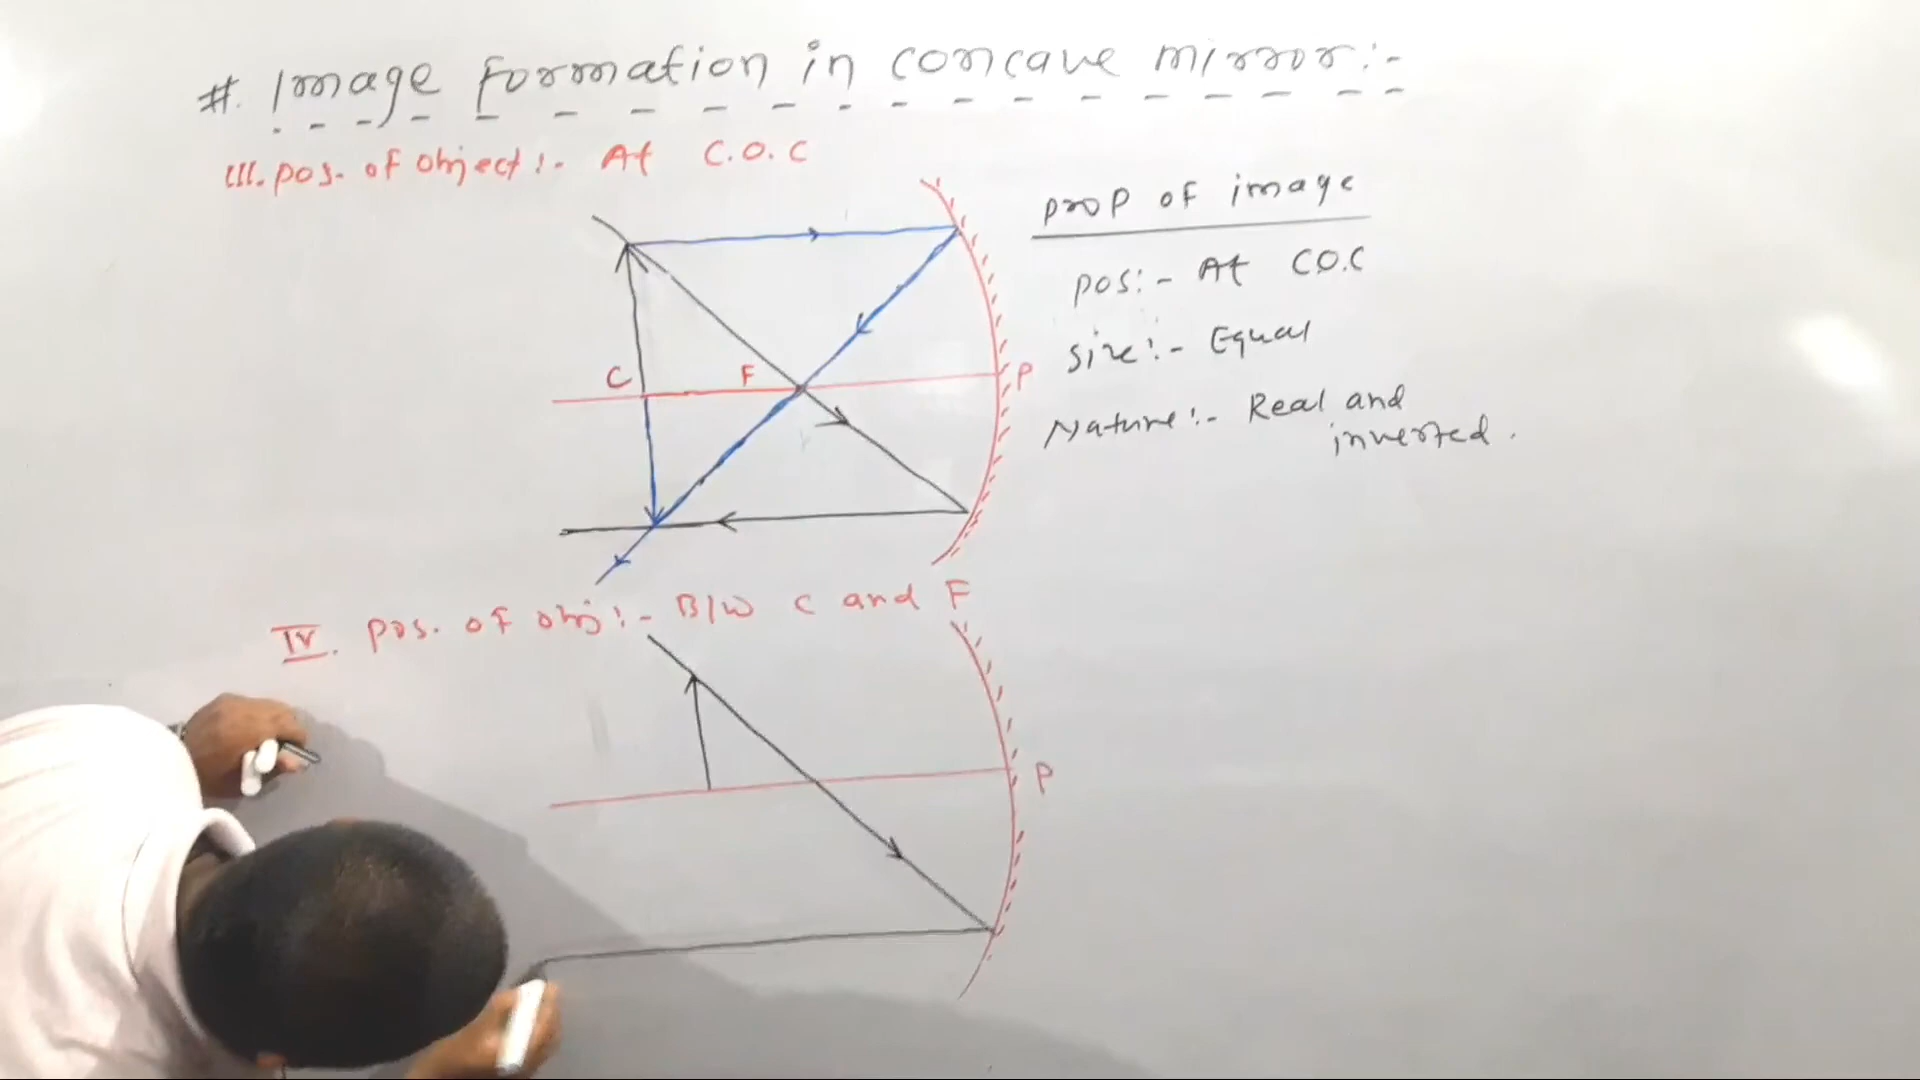 #. Image formation in concave mirror:-
III. pos. of object:- At C.O.C
prop of image
pos:- At C.O.C
Size:- Equal
C F P
Nature:- Real and
inverted.
IV. pos. of obj:- B/W C and F
P